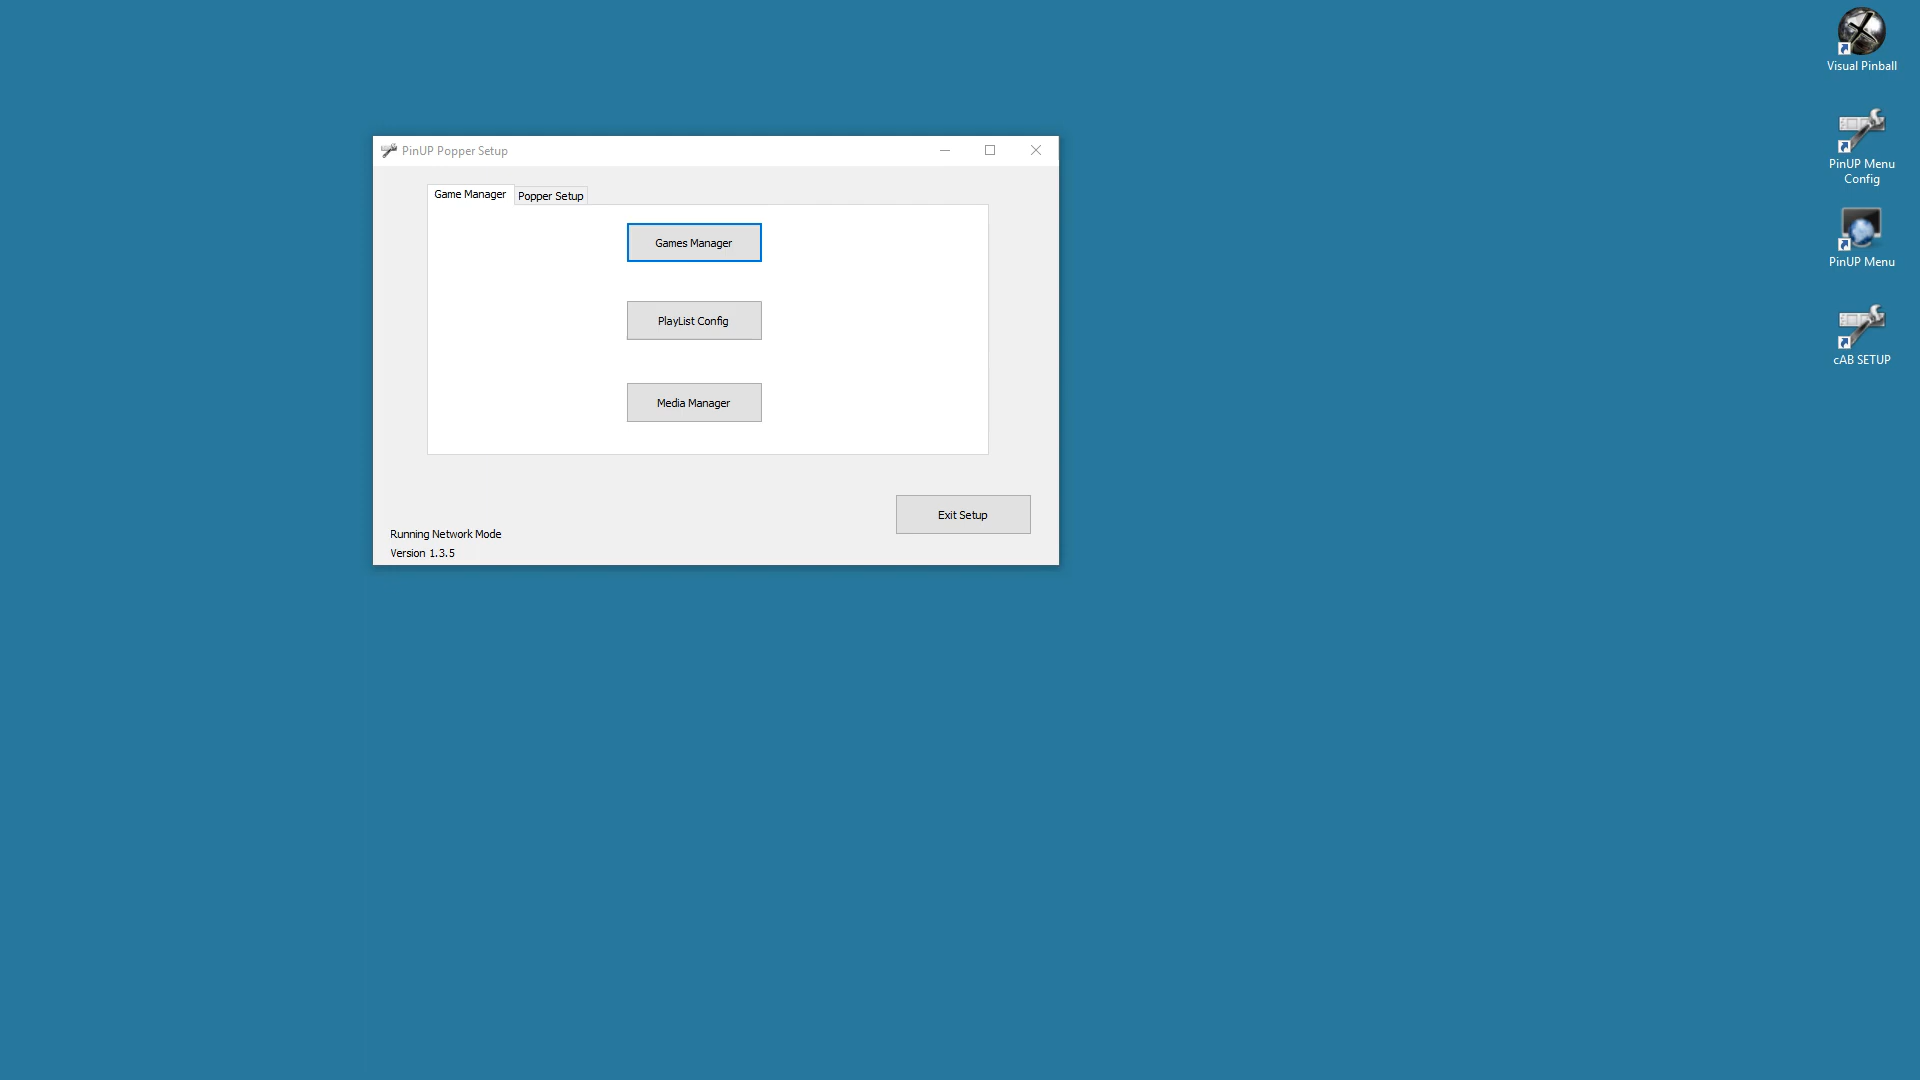 PinUP Popper Setup
Game Manager
Popper Setup
Games Manager
PlayList Config
Media Manager
Exit Setup
Running Network Mode
Version 1.3.5
Visual Pinball
PinUP Menu
Config
PinUP Menu
cAB SETUP